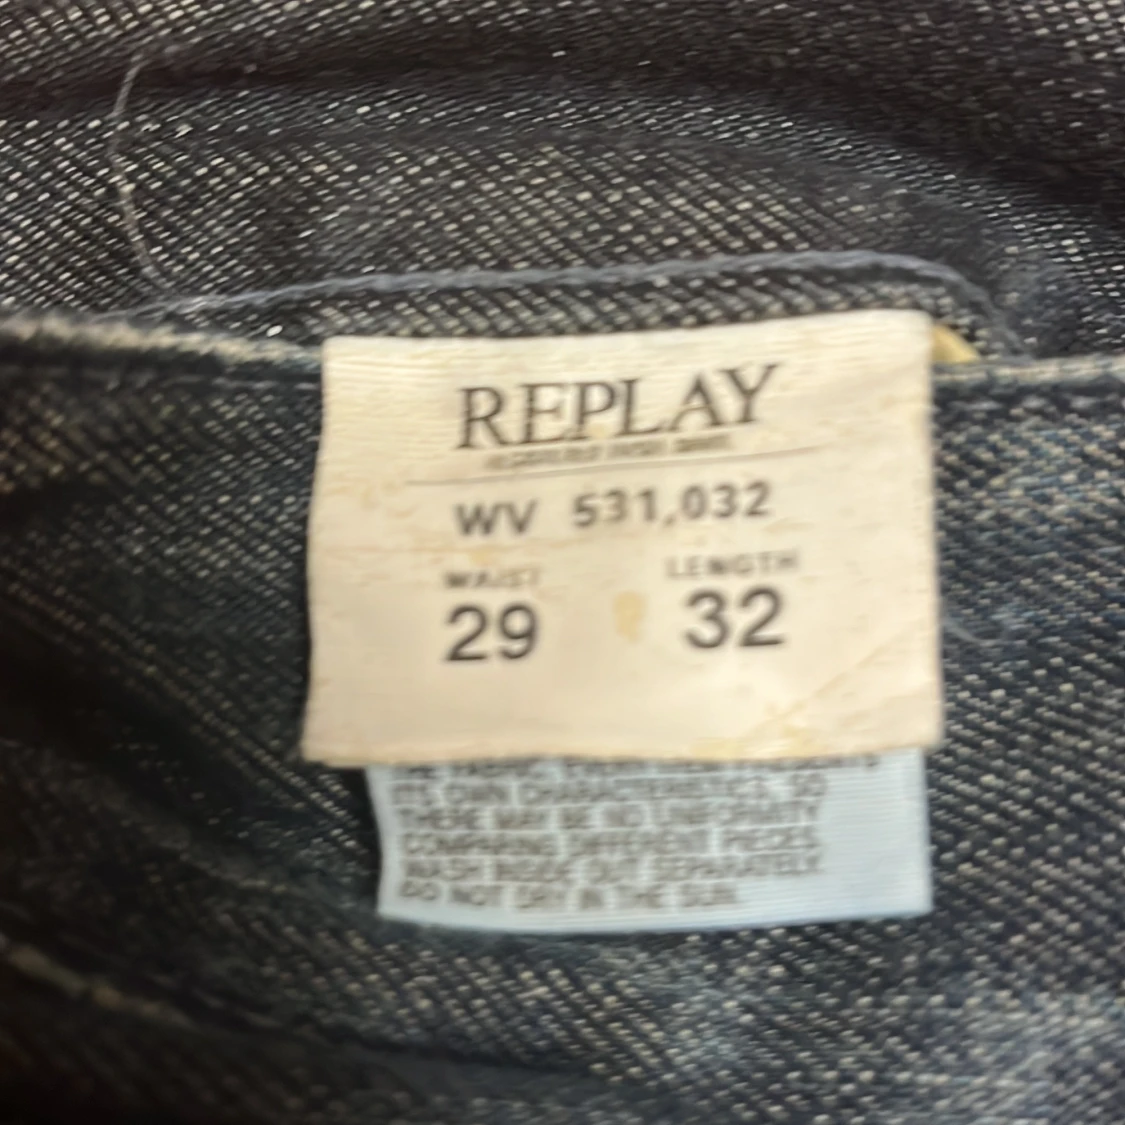 REPLAY
WV 531,032
WAIST LENGTH
29 32
ITS OWN CHARACTERISTICS, SO
THERE MAY BE NO UNIFORMITY
COMPARING DIFFERENT PIECES.
WASH INSIDE OUT SEPARATELY.
DO NOT DRY IN THE SUN.